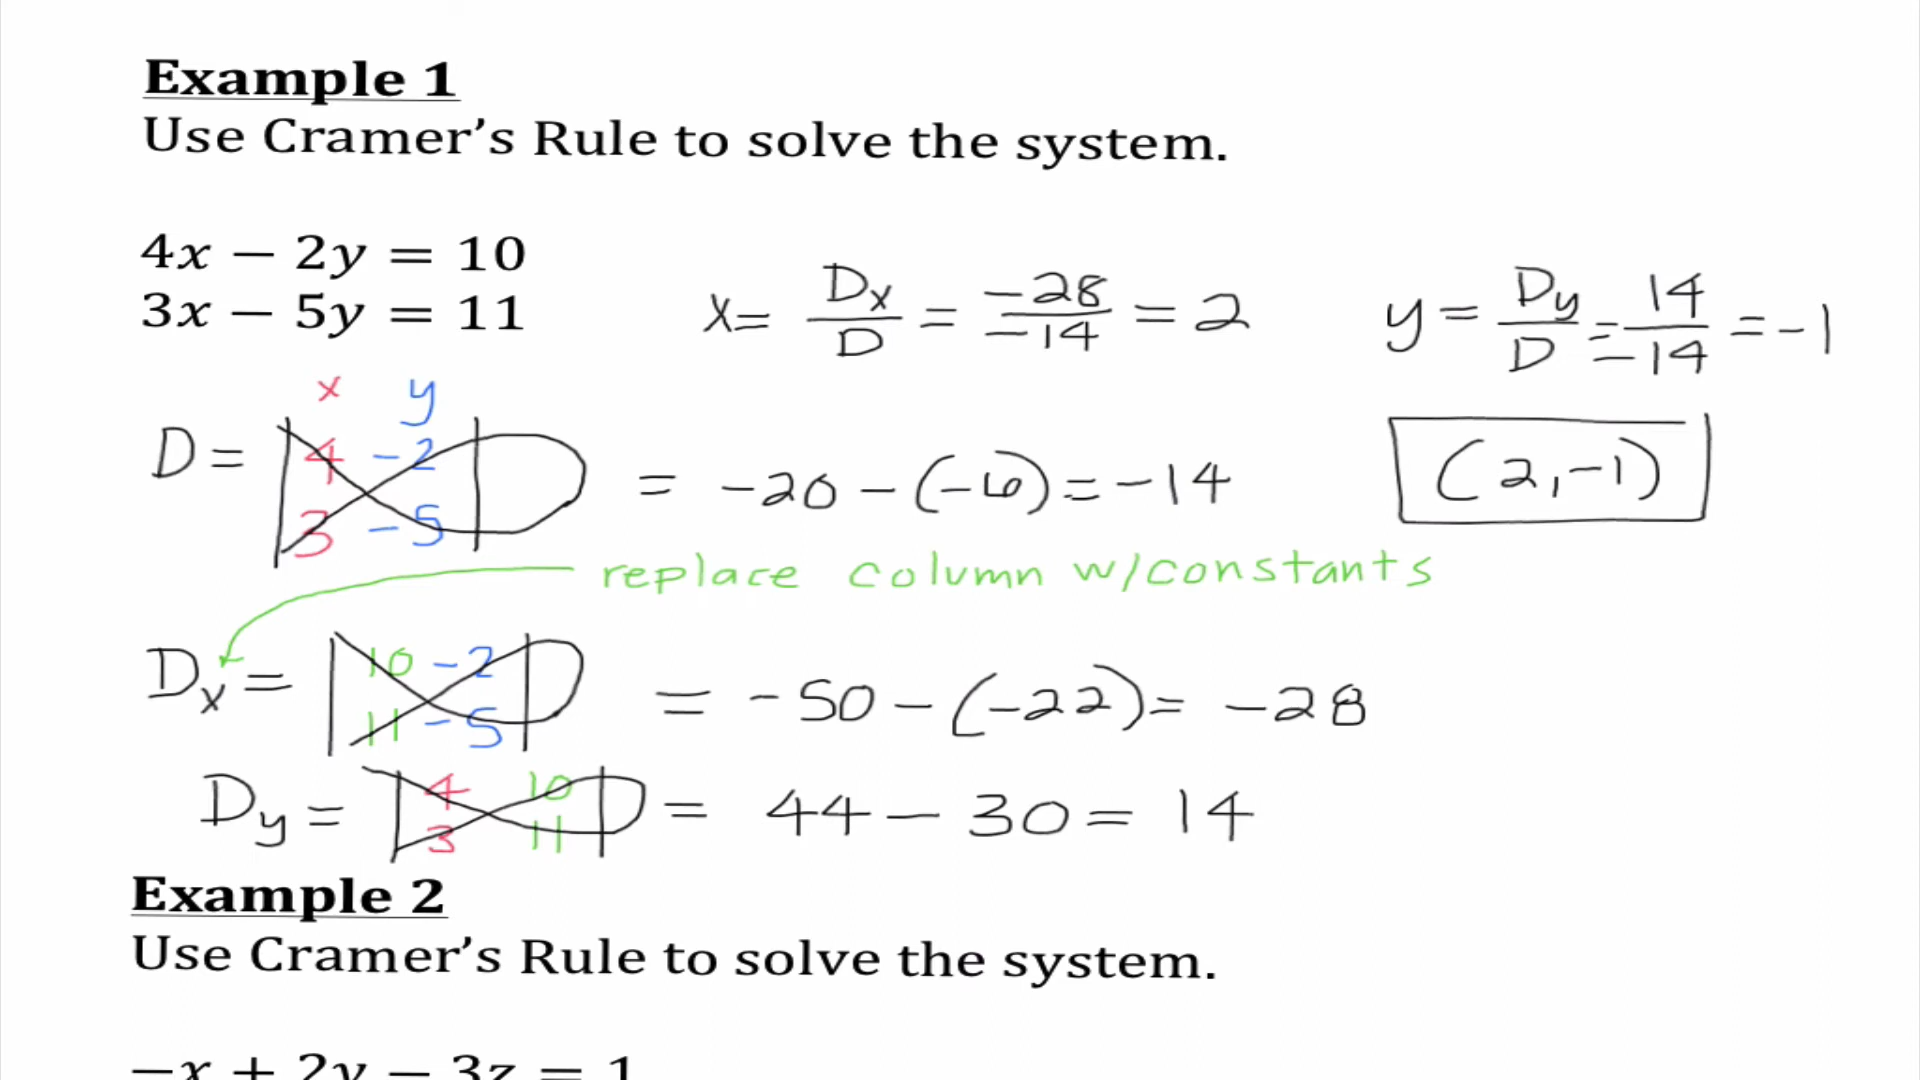 Example 1
Use Cramer's Rule to solve the system.
4x − 2y = 10
3x − 5y = 11
x = Dx/D = -28/-14 = 2
y = Dy/D = 14/-14 = -1
(2,-1)
x y
D = |4 -2| = -20 - (-6) = -14
|3 -5|
replace column w/constants
Dx = |10 -2| = -50 - (-22) = -28
|11 -5|
Dy = |4 10| = 44 - 30 = 14
|3 11|
Example 2
Use Cramer's Rule to solve the system.
−x + 2y − 3z = 1